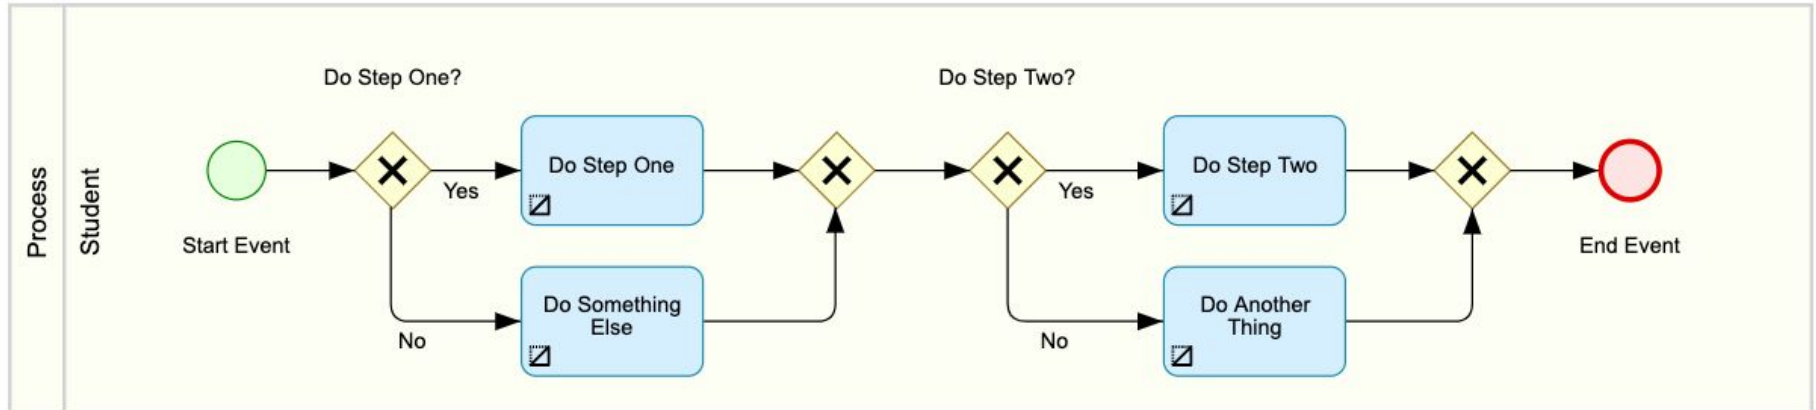 Process
Student
Do Step One?
Do Step Two?
Start Event
Yes
No
Do Step One
Do Something
Else
Yes
No
Do Step Two
Do Another
Thing
End Event